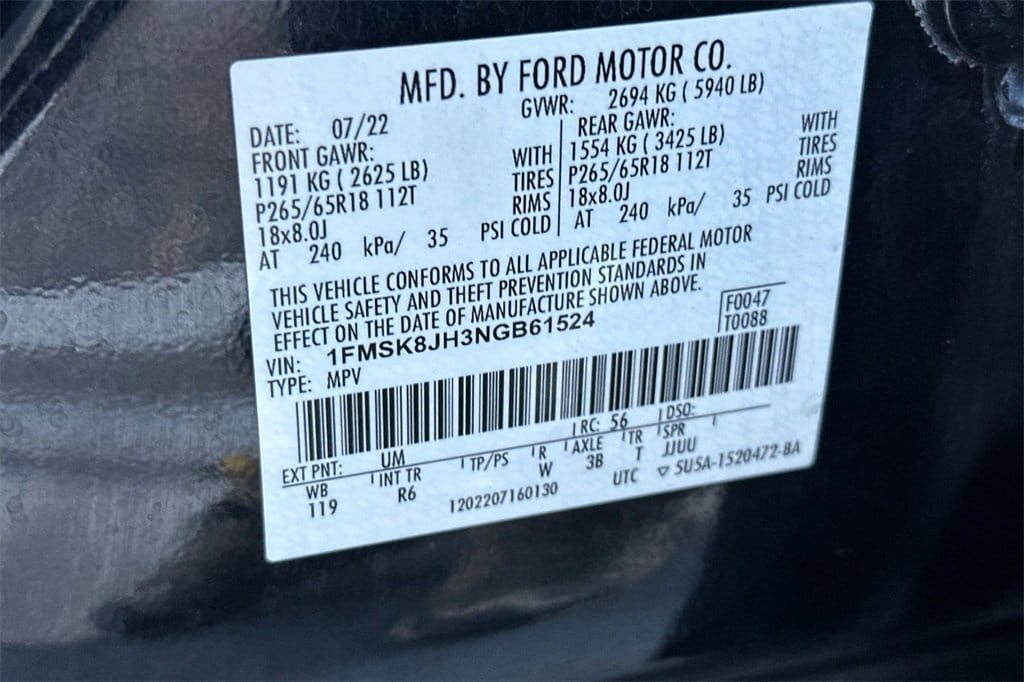 MFD. BY FORD MOTOR CO.
DATE: 07/22 GVWR: 2694 KG ( 5940 LB)
FRONT GAWR: REAR GAWR:
1191 KG ( 2625 LB) WITH 1554 KG ( 3425 LB) WITH
P265/65R18 112T TIRES P265/65R18 112T TIRES
18x8.0J RIMS 18x8.0J RIMS
AT 240 kPa/ 35 PSI COLD AT 240 kPa/ 35 PSI COLD
THIS VEHICLE CONFORMS TO ALL APPLICABLE FEDERAL MOTOR
VEHICLE SAFETY AND THEFT PREVENTION STANDARDS IN
EFFECT ON THE DATE OF MANUFACTURE SHOWN ABOVE.
VIN: 1FMSK8JH3NGB61524 F0047
TYPE: MPV T0088
EXT PNT: UM RC: 56 DSO:
WB INT TR TP/PS R AXLE TR SPR
119 R6 W 3B T JJUU
1202207160130 UTC ▽ 5U5A-1520472-BA